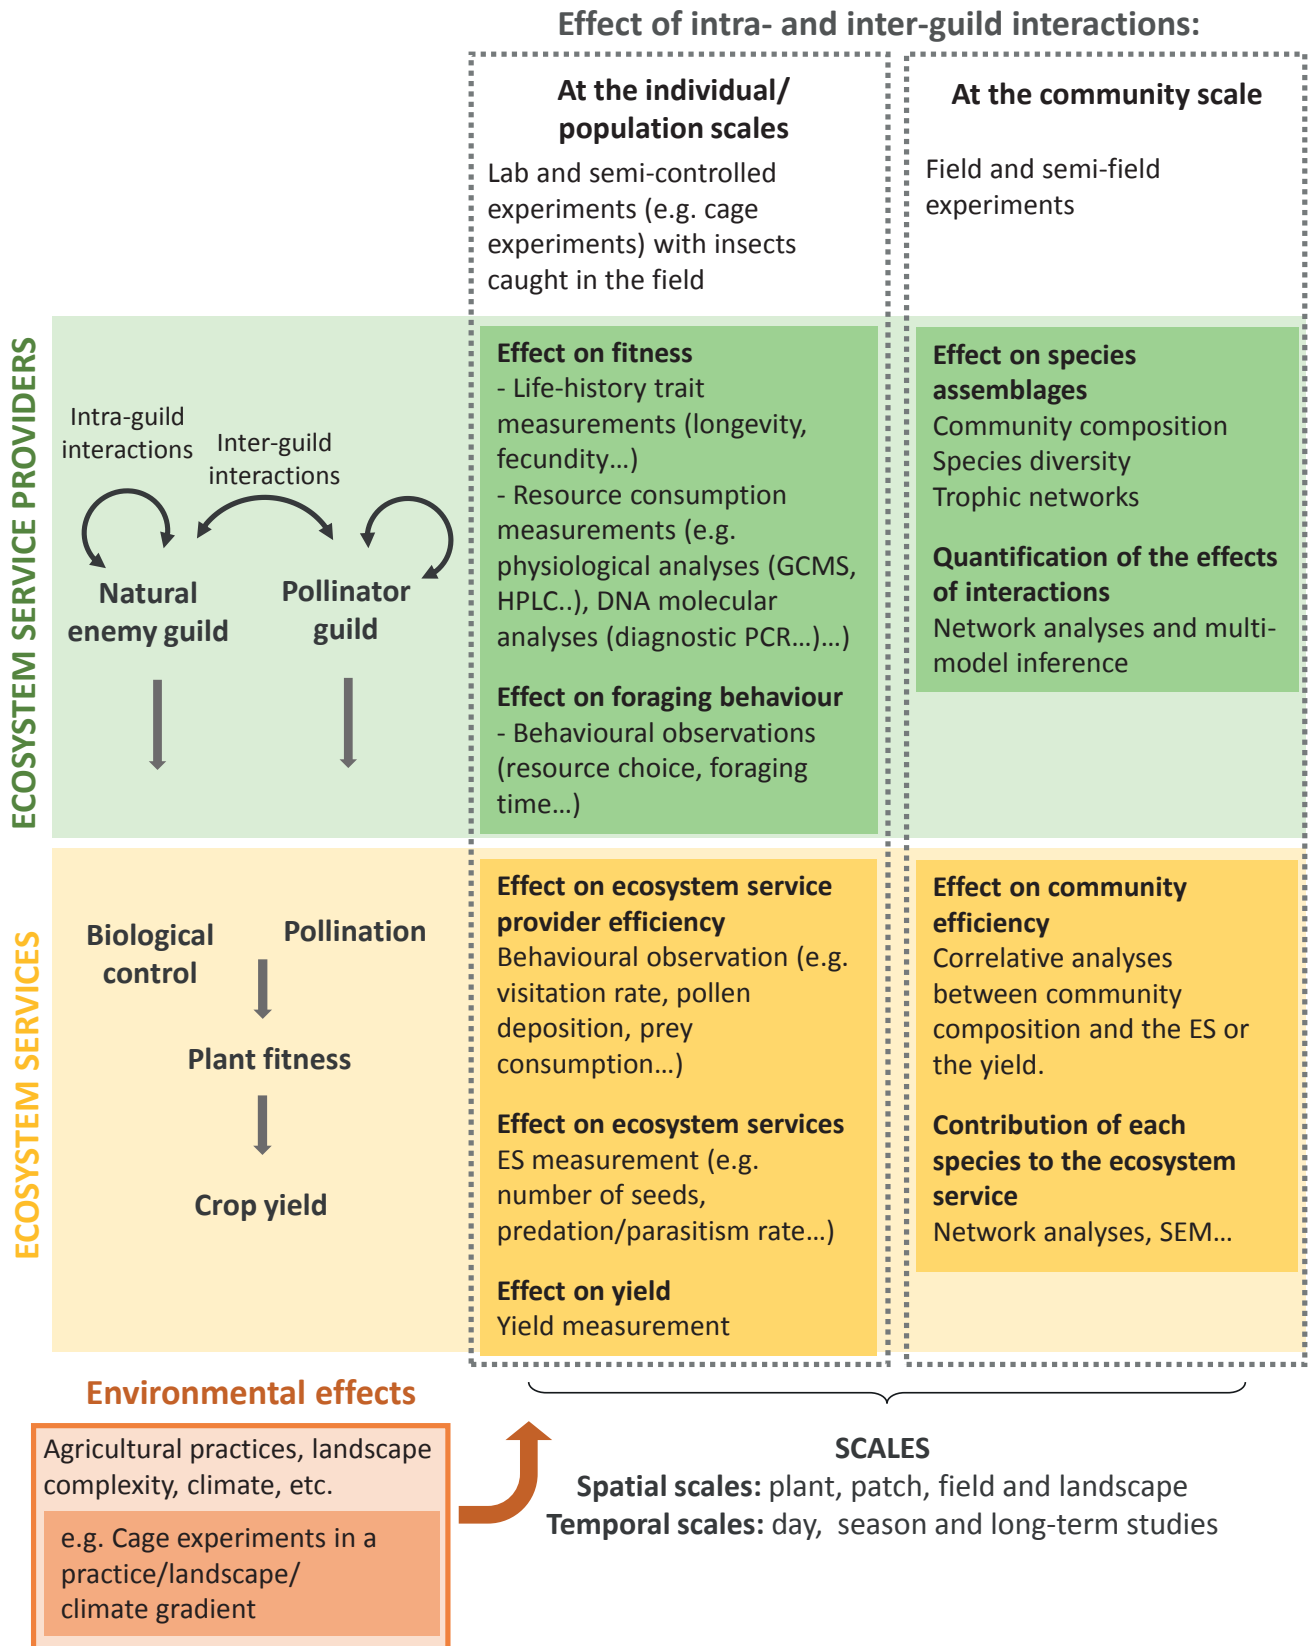 Effect of intra- and inter-guild interactions:
At the individual/
population scales
Lab and semi-controlled
experiments (e.g. cage
experiments) with insects
caught in the field
At the community scale
Field and semi-field
experiments
ECOSYSTEM SERVICE PROVIDERS
Intra-guild
interactions
Inter-guild
interactions
Natural
enemy guild
Pollinator
guild
Effect on fitness
- Life-history trait
measurements (longevity,
fecundity...)
- Resource consumption
measurements (e.g.
physiological analyses (GCMS,
HPLC..), DNA molecular
analyses (diagnostic PCR...)...)
Effect on foraging behaviour
- Behavioural observations
(resource choice, foraging
time...)
Effect on species
assemblages
Community composition
Species diversity
Trophic networks
Quantification of the effects
of interactions
Network analyses and multi-
model inference
ECOSYSTEM SERVICES
Biological
control
Pollination
Plant fitness
Crop yield
Effect on ecosystem service
provider efficiency
Behavioural observation (e.g.
visitation rate, pollen
deposition, prey
consumption...)
Effect on ecosystem services
ES measurement (e.g.
number of seeds,
predation/parasitism rate...)
Effect on yield
Yield measurement
Effect on community
efficiency
Correlative analyses
between community
composition and the ES or
the yield.
Contribution of each
species to the ecosystem
service
Network analyses, SEM...
Environmental effects
Agricultural practices, landscape
complexity, climate, etc.
e.g. Cage experiments in a
practice/landscape/
climate gradient
SCALES
Spatial scales: plant, patch, field and landscape
Temporal scales: day, season and long-term studies